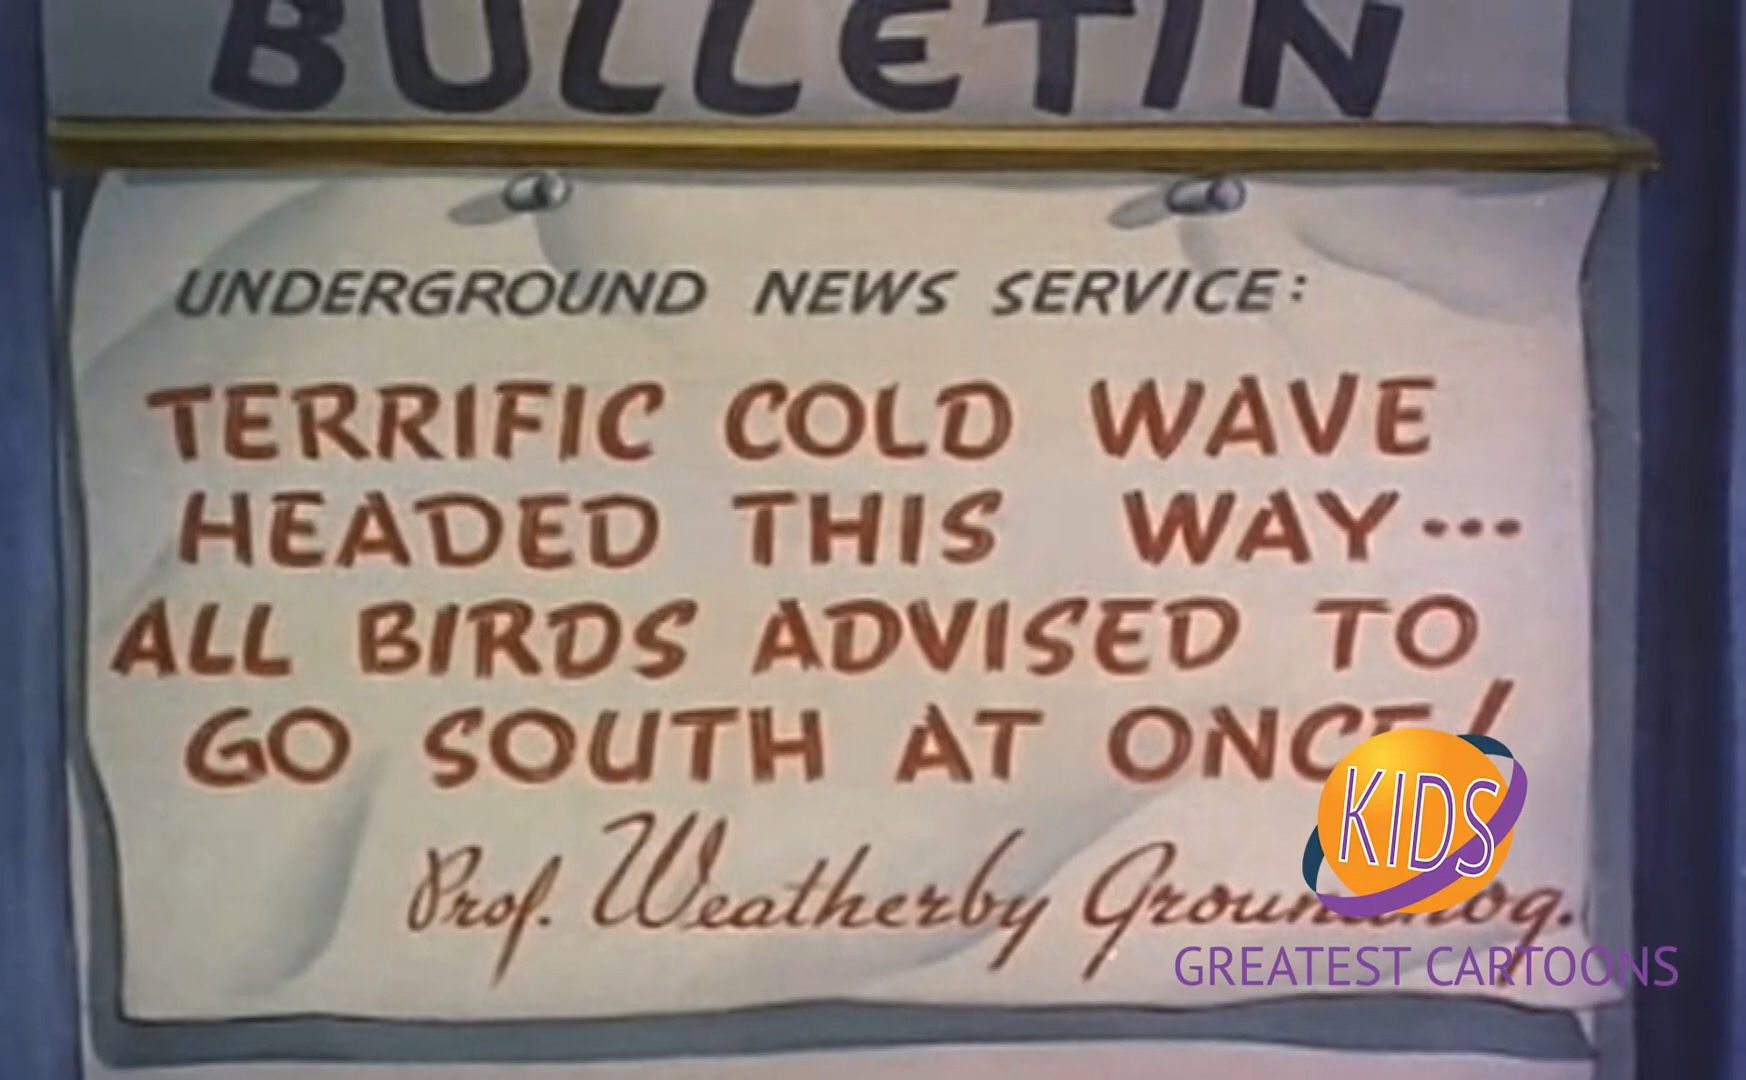 BULLETIN
UNDERGROUND NEWS SERVICE:
TERRIFIC COLD WAVE
HEADED THIS WAY...
ALL BIRDS ADVISED TO
GO SOUTH AT ONCE!
Prof. Weatherby Groundhog.
KIDS
GREATEST CARTOONS